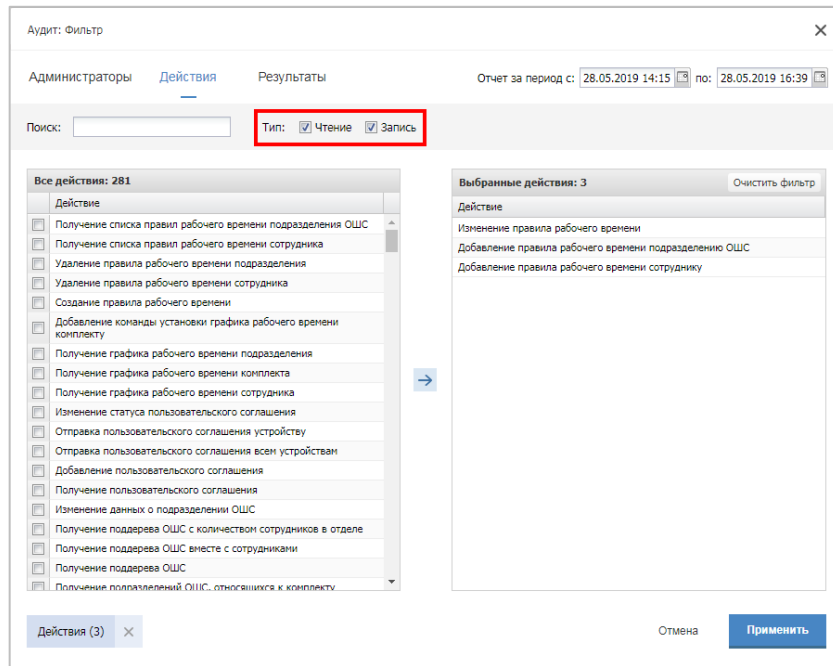 Аудит: Фильтр
Администраторы Действия Результаты Отчет за период с: 28.05.2019 14:15 по: 28.05.2019 16:39
Поиск: Тип: Чтение Запись
Все действия: 281
Действие
Получение списка правил рабочего времени подразделения ОШС
Получение списка правил рабочего времени сотрудника
Удаление правила рабочего времени подразделения
Удаление правила рабочего времени сотрудника
Создание правила рабочего времени
Добавление команды установки графика рабочего времени
комплекту
Получение графика рабочего времени подразделения
Получение графика рабочего времени комплекта
Получение графика рабочего времени сотрудника
Изменение статуса пользовательского соглашения
Отправка пользовательского соглашения устройству
Отправка пользовательского соглашения всем устройствам
Добавление пользовательского соглашения
Получение пользовательского соглашения
Изменение данных о подразделении ОШС
Получение поддерева ОШС с количеством сотрудников в отделе
Получение поддерева ОШС вместе с сотрудниками
Получение поддерева ОШС
Получение подразделений ОШС, относящихся к комплекту
Выбранные действия: 3 Очистить фильтр
Действие
Изменение правила рабочего времени
Добавление правила рабочего времени подразделению ОШС
Добавление правила рабочего времени сотруднику
Действия (3) Отмена Применить